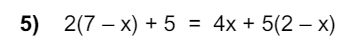 5) 2(7 – x) + 5 = 4x + 5(2 – x)